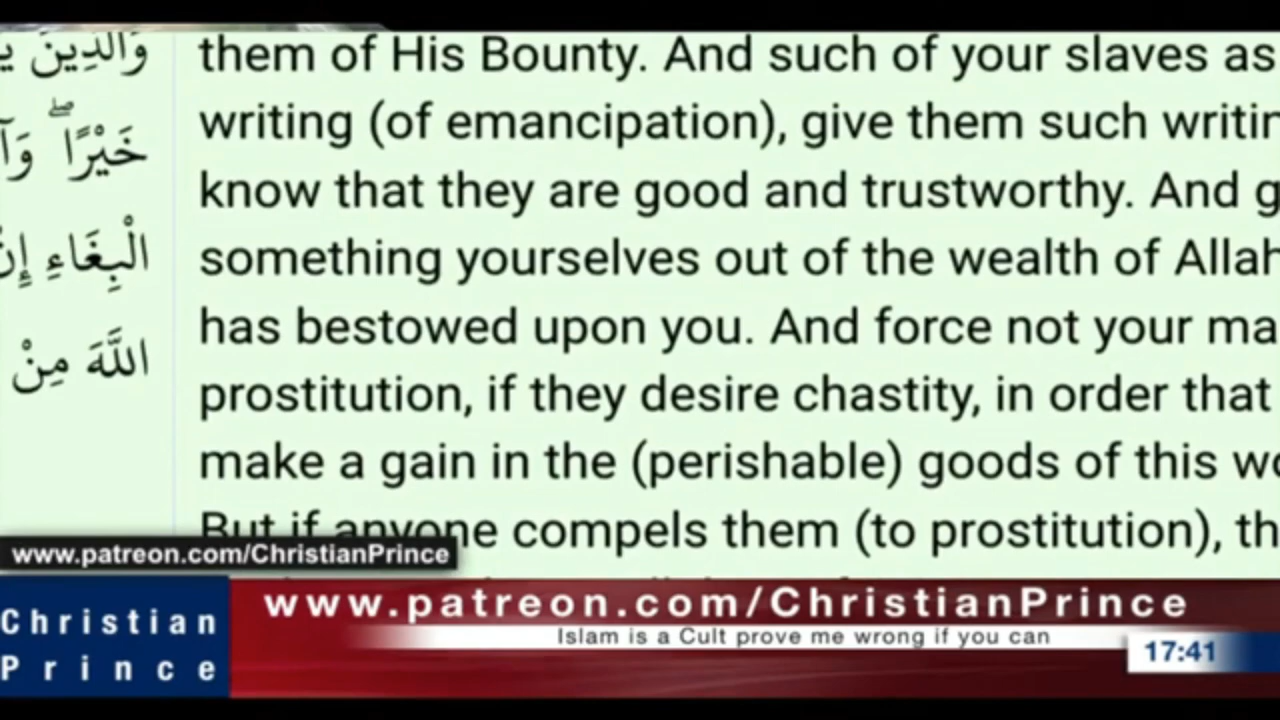 وَالَّذِينَ
خَيْرًا ۖ
الْبِغَاءِ
اللَّهَ مِنْ
them of His Bounty. And such of your slaves as
writing (of emancipation), give them such
know that they are good and trustworthy. And
something yourselves out of the wealth of Allah
has bestowed upon you. And force not your
prostitution, if they desire chastity, in order that
make a gain in the (perishable) goods of this
But if anyone compels them (to prostitution),
www.patreon.com/ChristianPrince
www.patreon.com/ChristianPrince
Islam is a Cult prove me wrong if you can
Christian
Prince
17:41